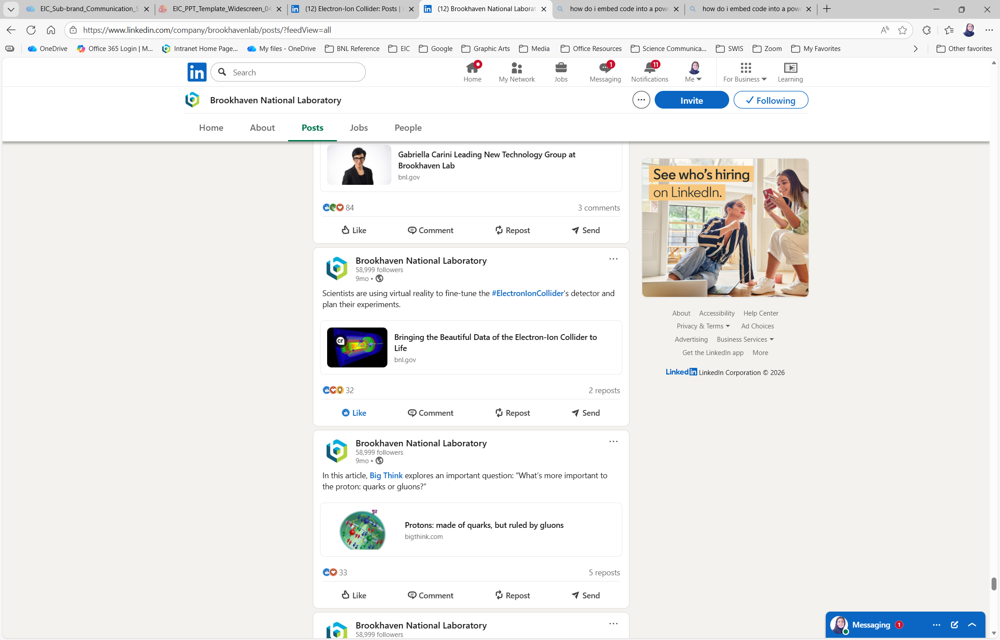 EIC_Sub-brand_Communication_S
EIC_PPT_Template_Widescreen_04
(12) Electron-Ion Collider: Posts | L
(12) Brookhaven National Laborat
how do i embed code into a powe
how do i embed code into a powe
https://www.linkedin.com/company/brookhavenlab/posts/?feedView=all
OneDrive
Office 365 Login | M...
Intranet Home Page...
My files - OneDrive
BNL Reference
EIC
Google
Graphic Arts
Media
Office Resources
Science Communica...
SWIS
Zoom
My Favorites
Other favorites
in
Search
Home
My Network
Jobs
1
Messaging
11
Notifications
Me
For Business
Learning
Brookhaven National Laboratory
Invite
Following
Home
About
Posts
Jobs
People
Gabriella Carini Leading New Technology Group at
Brookhaven Lab
bnl.gov
84
3 comments
Like
Comment
Repost
Send
Brookhaven National Laboratory
58,999 followers
9mo •
Scientists are using virtual reality to fine-tune the #ElectronIonCollider's detector and
plan their experiments.
cr
Bringing the Beautiful Data of the Electron-Ion Collider to
Life
bnl.gov
32
2 reposts
Like
Comment
Repost
Send
Brookhaven National Laboratory
58,999 followers
9mo •
In this article, Big Think explores an important question: "What's more important to
the proton: quarks or gluons?"
Protons: made of quarks, but ruled by gluons
bigthink.com
33
5 reposts
Like
Comment
Repost
Send
Brookhaven National Laboratory
58,999 followers
See who's hiring
on LinkedIn.
About
Accessibility
Help Center
Privacy & Terms
Ad Choices
Advertising
Business Services
Get the LinkedIn app
More
LinkedIn LinkedIn Corporation © 2026
Messaging 1